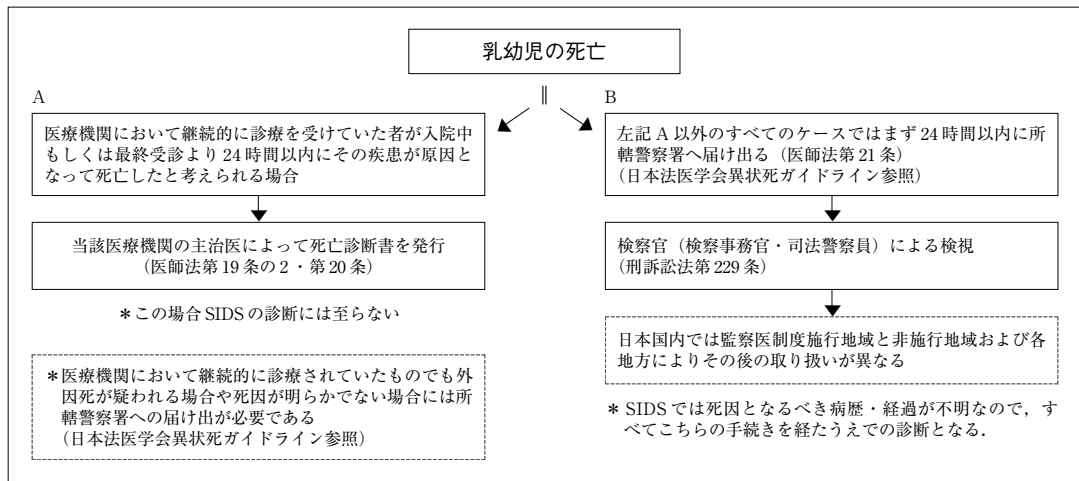 乳幼児の死亡
A
医療機関において継続的に診療を受けていた者が入院中
もしくは最終受診より24時間以内にその疾患が原因と
なって死亡したと考えられる場合
当該医療機関の主治医によって死亡診断書を発行
（医師法第19条の2・第20条）
＊この場合SIDSの診断には至らない
＊医療機関において継続的に診療されていたものでも外
因死が疑われる場合や死因が明らかでない場合には所
轄警察署への届け出が必要である
（日本法医学会異状死ガイドライン参照）
B
左記A以外のすべてのケースではまず24時間以内に所
轄警察署へ届け出る（医師法第21条）
（日本法医学会異状死ガイドライン参照）
検察官（検察事務官・司法警察員）による検視
（刑訴訟法第229条）
日本国内では監察医制度施行地域と非施行地域および各
地方によりその後の取り扱いが異なる
＊SIDSでは死因となるべき病歴・経過が不明なので，す
べてこちらの手続きを経たうえでの診断となる．